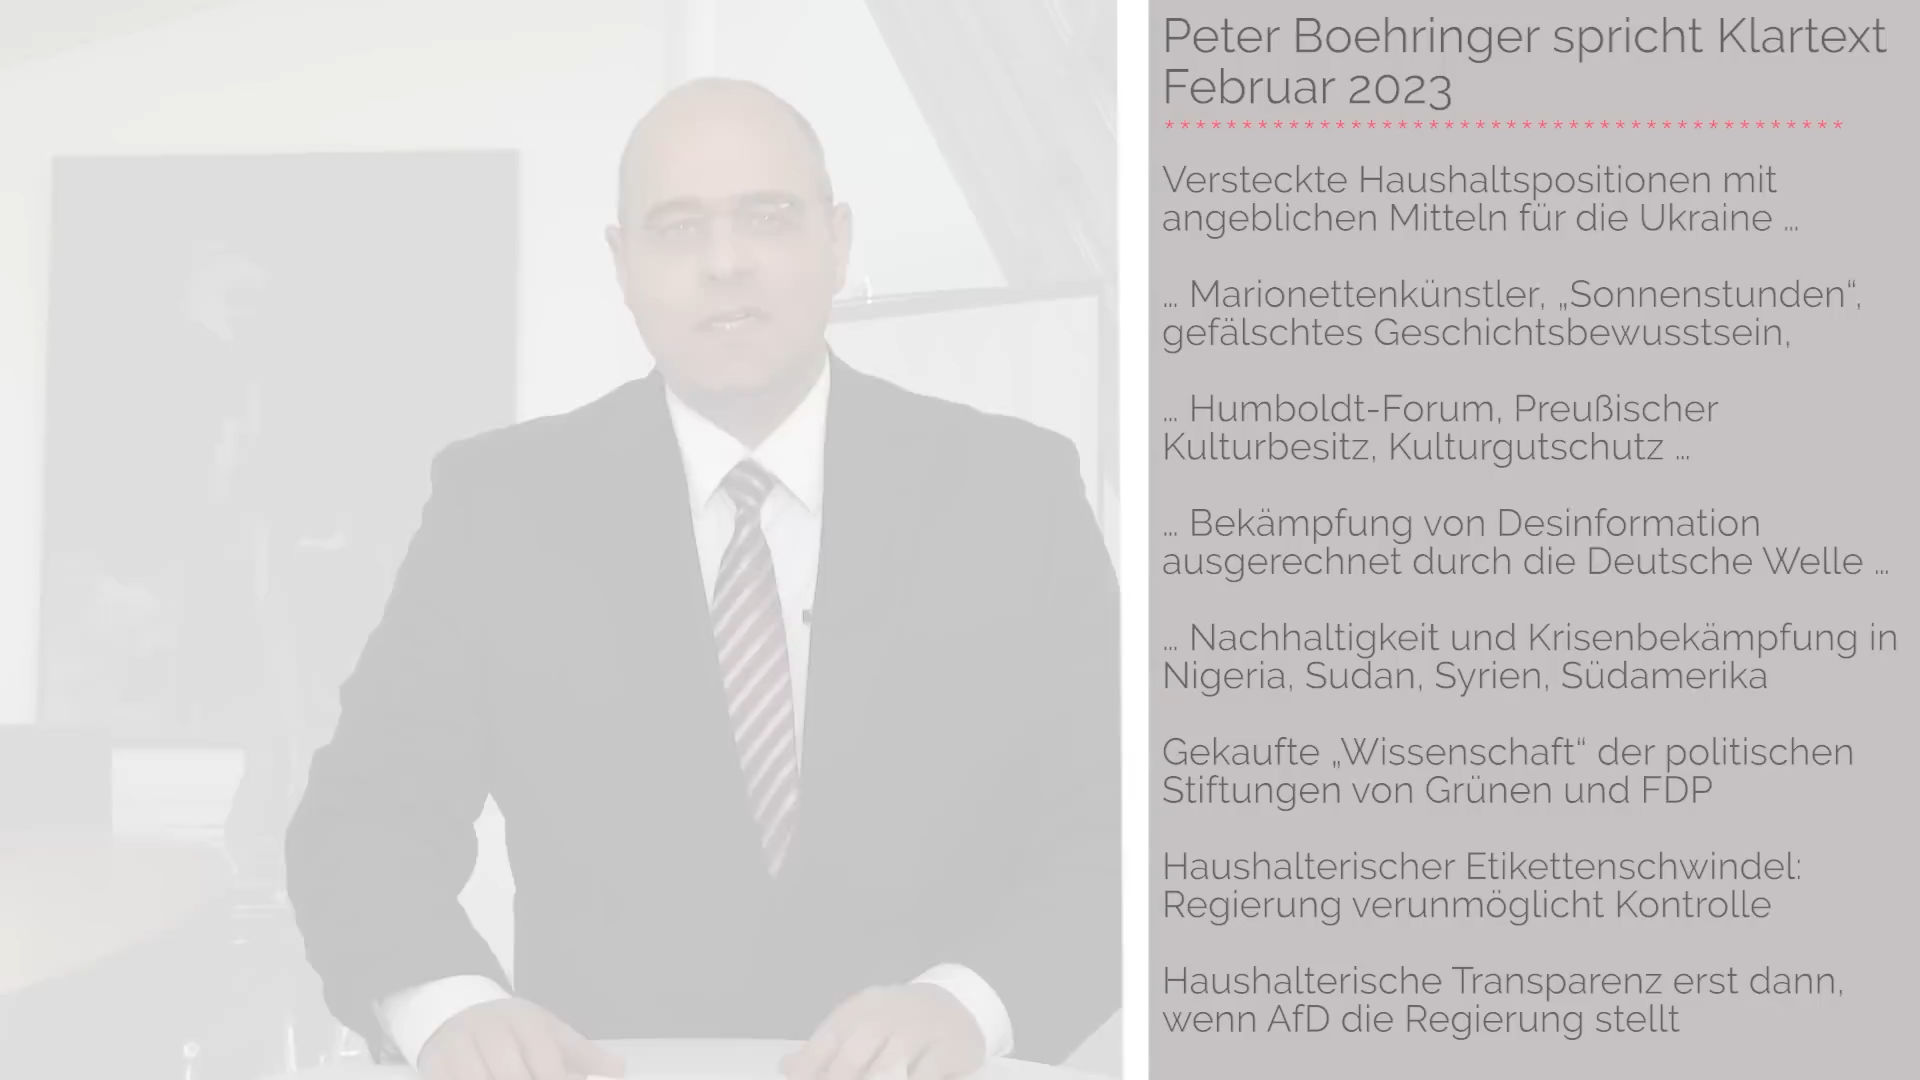 Peter Boehringer spricht Klartext
Februar 2023
********************************************
Versteckte Haushaltspositionen mit
angeblichen Mitteln für die Ukraine ...
... Marionettenkünstler, „Sonnenstunden“,
gefälschtes Geschichtsbewusstsein,
... Humboldt-Forum, Preußischer
Kulturbesitz, Kulturgutschutz ...
... Bekämpfung von Desinformation
ausgerechnet durch die Deutsche Welle ...
... Nachhaltigkeit und Krisenbekämpfung in
Nigeria, Sudan, Syrien, Südamerika
Gekaufte „Wissenschaft“ der politischen
Stiftungen von Grünen und FDP
Haushalterischer Etikettenschwindel:
Regierung verunmöglicht Kontrolle
Haushalterische Transparenz erst dann,
wenn AfD die Regierung stellt